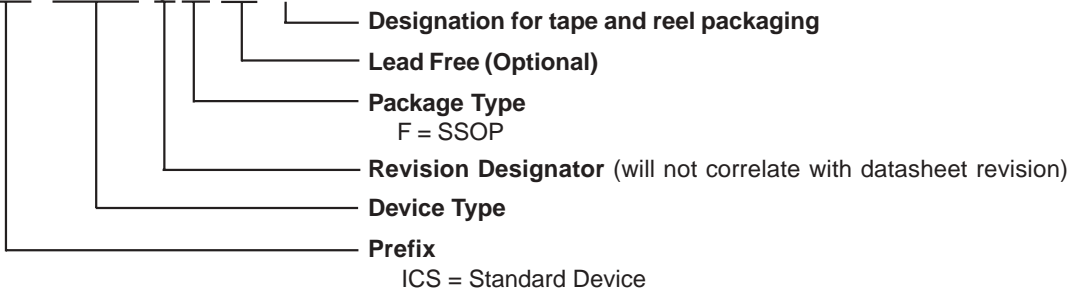 Designation for tape and reel packaging
Lead Free (Optional)
Package Type
F = SSOP
Revision Designator (will not correlate with datasheet revision)
Device Type
Prefix
ICS = Standard Device